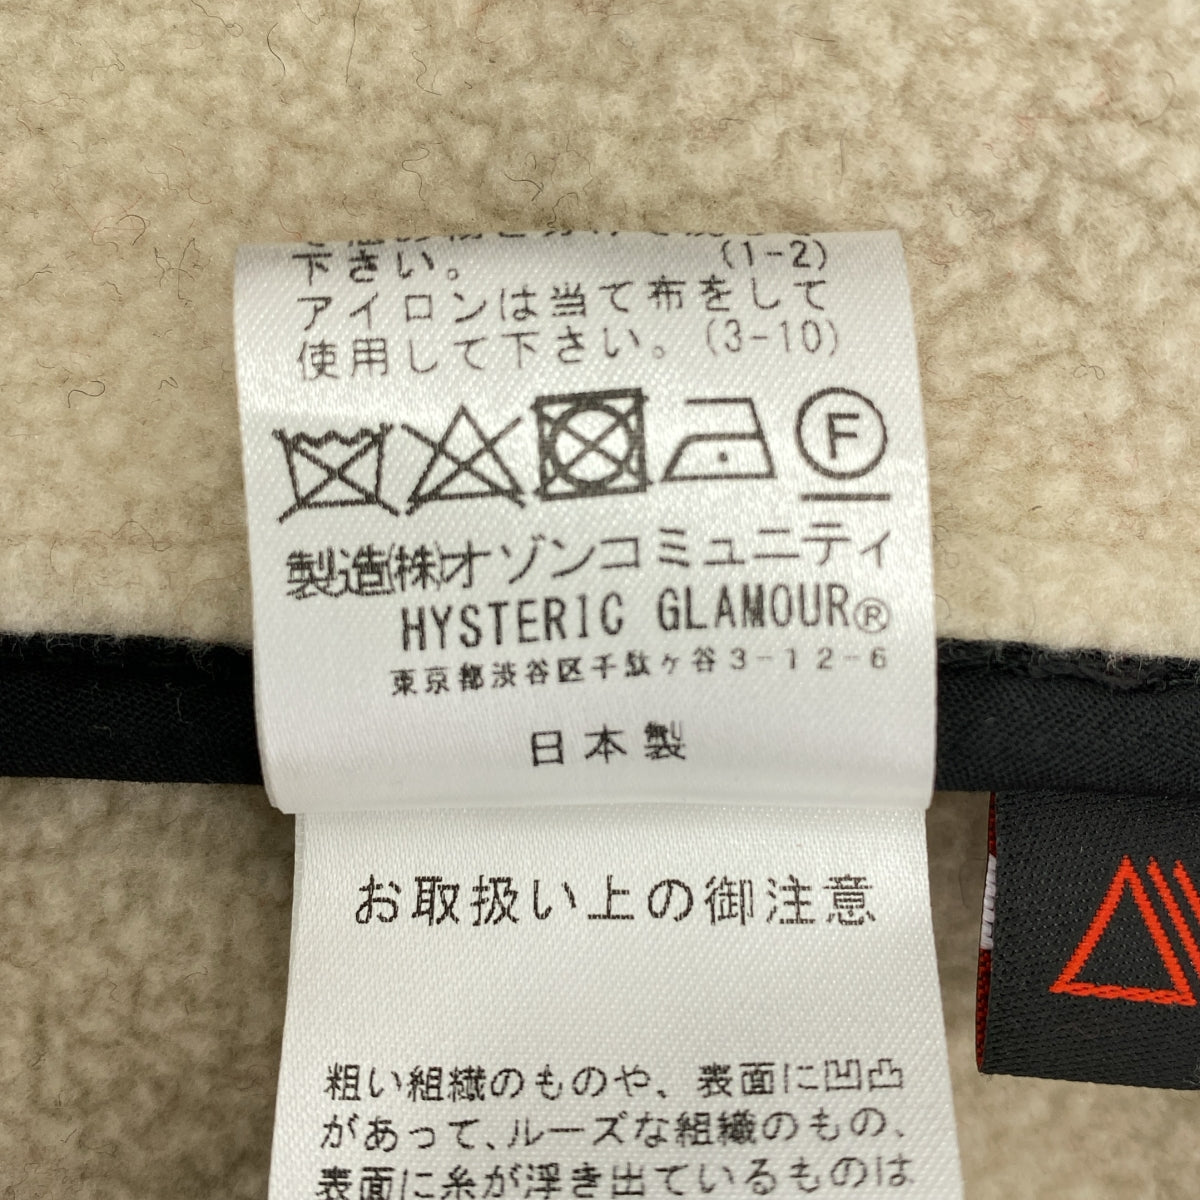 下さい。 (1-2)
アイロンは当て布をして
使用して下さい。(3-10)
F
製造(株)オゾンコミュニティ
HYSTERIC GLAMOUR®
東京都渋谷区千駄ヶ谷3-12-6
日本製
お取扱い上の御注意
粗い組織のものや、表面に凹凸
があって、ルーズな組織のもの、
表面に糸が浮き出ているものは